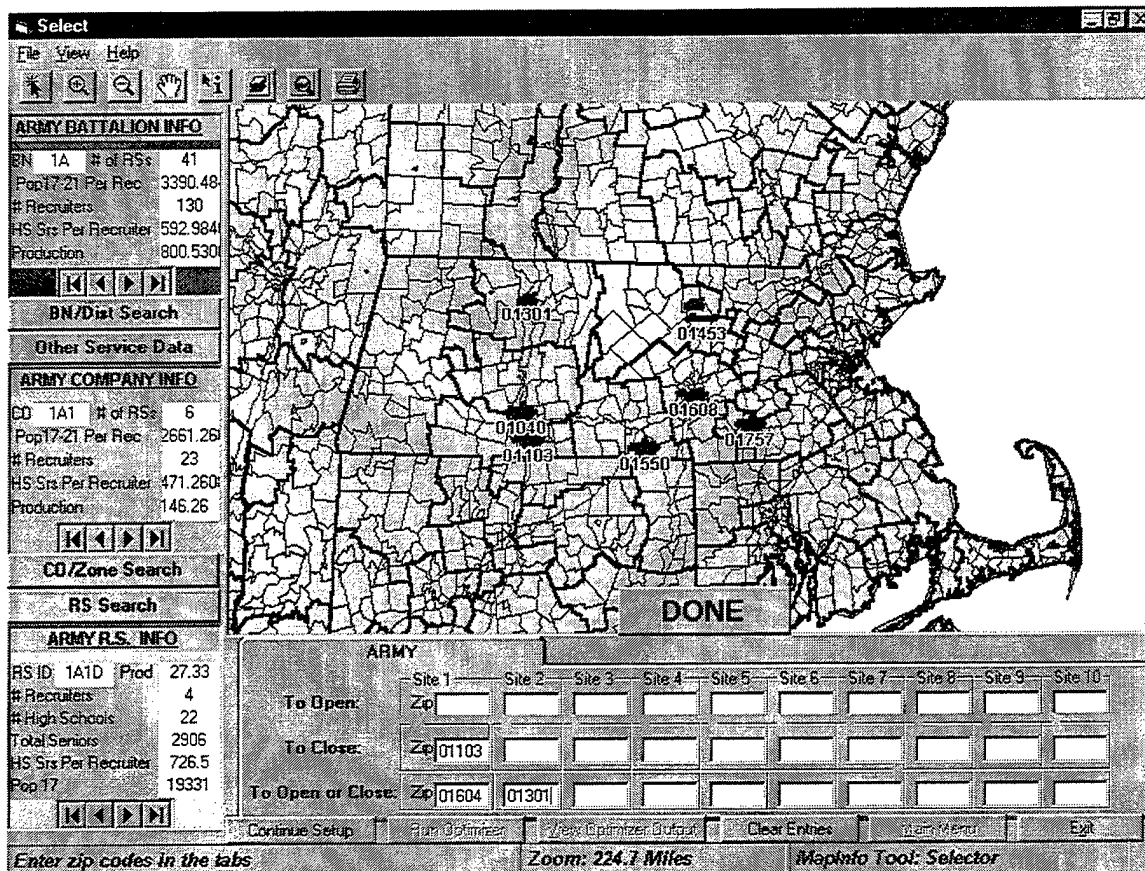 Select
File View Help
ARMY BATTALION INFO
BN 1A # of RSs 41
Pop17-21 Per Rec 3390.48
# Recruiters 130
HS Srs Per Recruiter 592.984
Production 800.530
BN/Dist Search
Other Service Data
ARMY COMPANY INFO
CO 1A1 # of RSs 6
Pop17-21 Per Rec 2661.26
# Recruiters 23
HS Srs Per Recruiter 471.260
Production 146.26
CO/Zone Search
RS Search
ARMY R.S. INFO
RS ID 1A1D Prod 27.33
# Recruiters 4
# High Schools 22
Total Seniors 2906
HS Srs Per Recruiter 726.5
Pop 17 19331
01301
01453
01608
01040
01757
01103
01550
DONE
ARMY
Site 1 Site 2 Site 3 Site 4 Site 5 Site 6 Site 7 Site 8 Site 9 Site 10
To Open: Zip
To Close: Zip 01103
To Open or Close: Zip 01604 01301
Continue Setup Run Optimizer View Optimizer Output Clear Entries Main Menu Exit
Enter zip codes in the tabs Zoom: 224.7 Miles MapInfo Tool: Selector